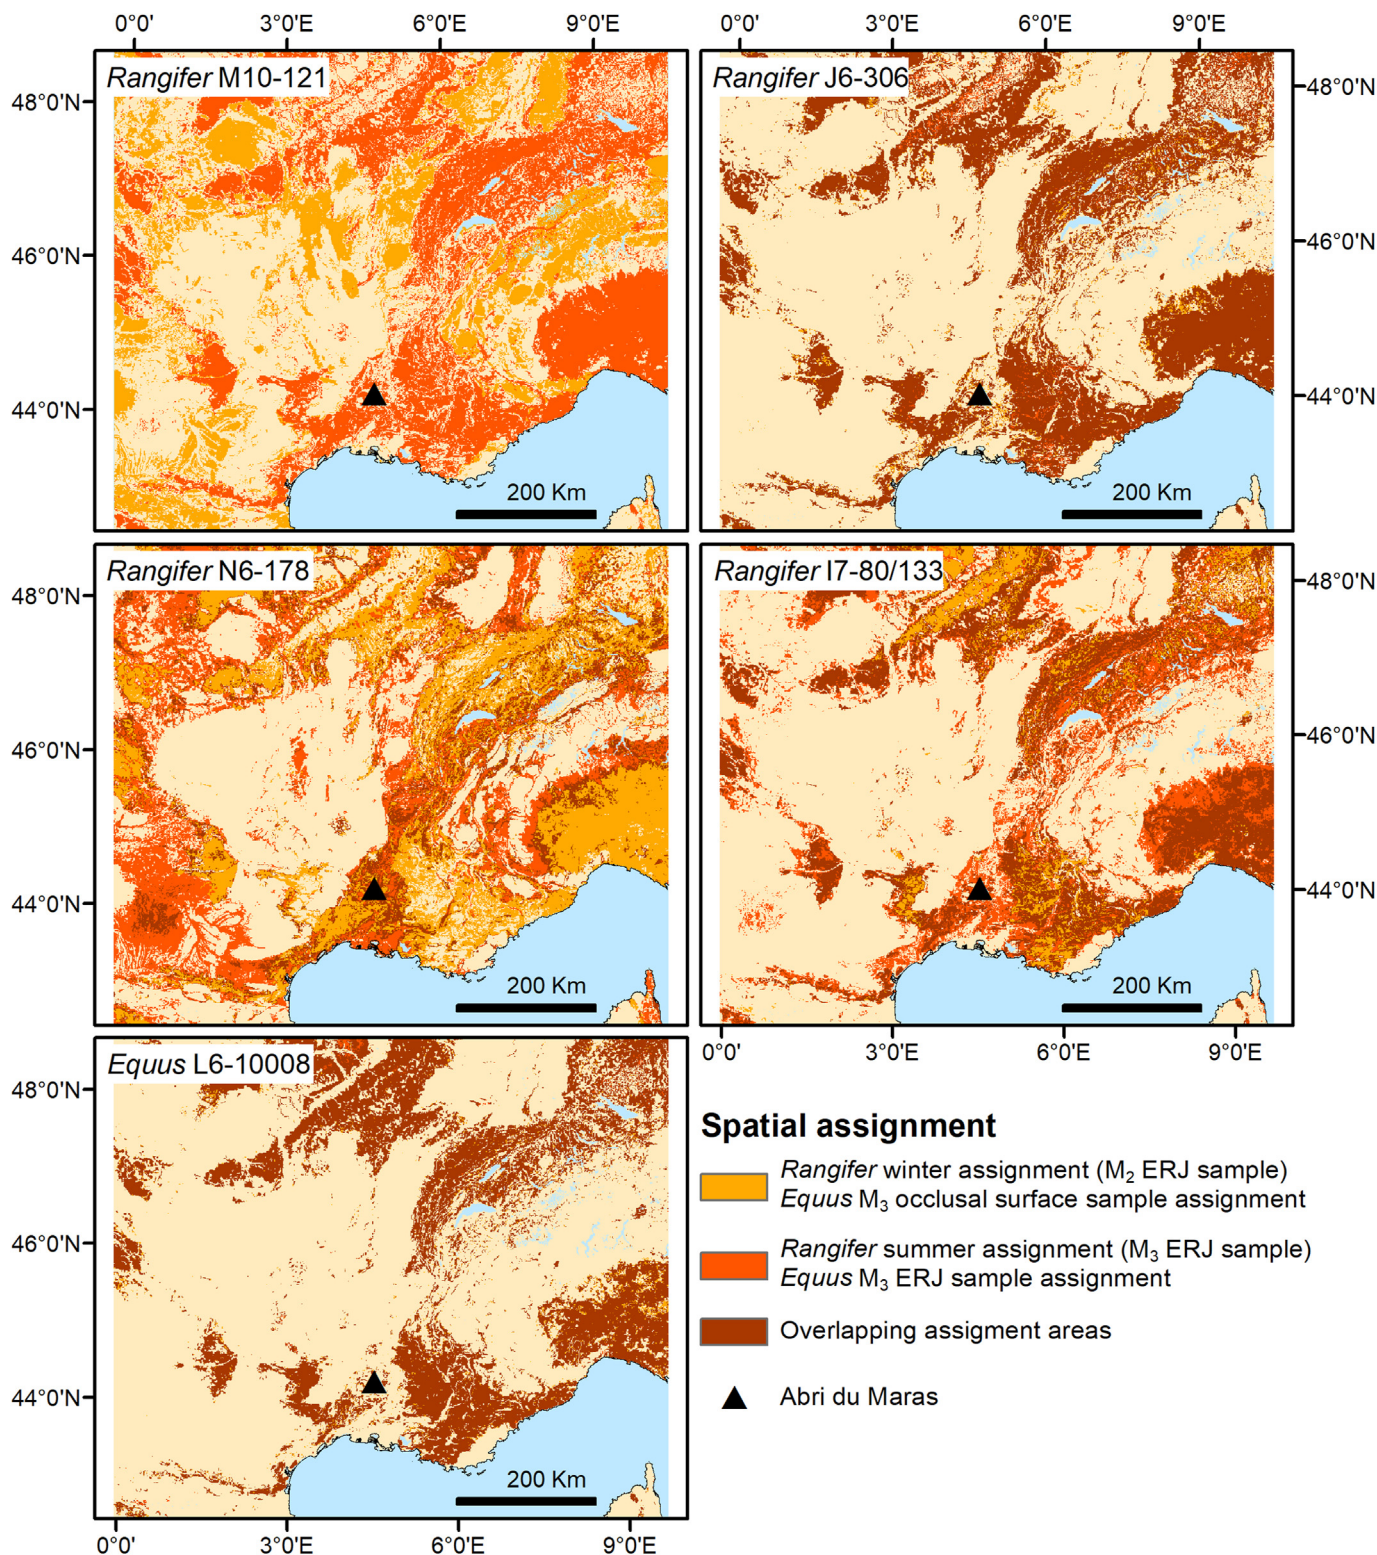 0°0' 3°0'E 6°0'E 9°0'E 0°0' 3°0'E 6°0'E 9°0'E
Rangifer M10-121
Rangifer J6-306
48°0'N
48°0'N
46°0'N
46°0'N
44°0'N
44°0'N
200 Km
200 Km
Rangifer N6-178
Rangifer I7-80/133
48°0'N
48°0'N
46°0'N
46°0'N
44°0'N
44°0'N
200 Km
200 Km
0°0' 3°0'E 6°0'E 9°0'E
Equus L6-10008
48°0'N
46°0'N
44°0'N
200 Km
0°0' 3°0'E 6°0'E 9°0'E
Spatial assignment
Rangifer winter assignment (M₂ ERJ sample)
Equus M₃ occlusal surface sample assignment
Rangifer summer assignment (M₃ ERJ sample)
Equus M₃ ERJ sample assignment
Overlapping assigment areas
Abri du Maras